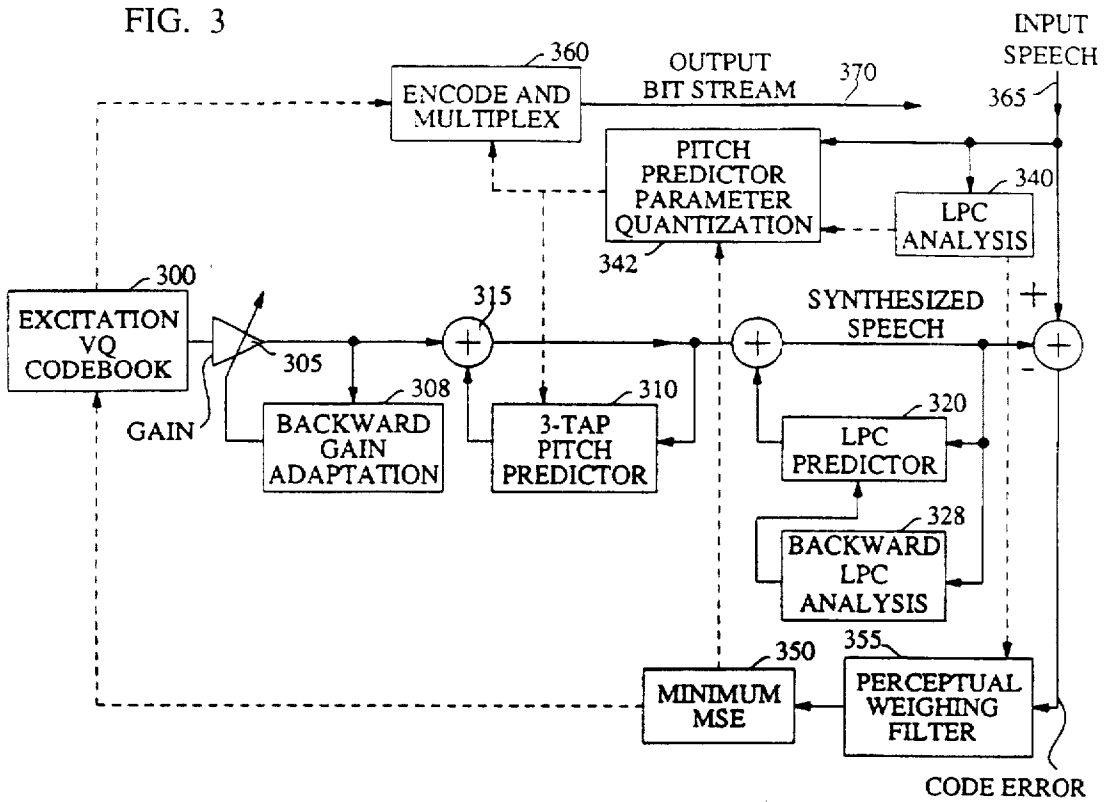 FIG. 3
INPUT
SPEECH
360
OUTPUT
BIT STREAM
370
365
ENCODE AND
MULTIPLEX
PITCH
PREDICTOR
PARAMETER
QUANTIZATION
342
340
LPC
ANALYSIS
300
EXCITATION
VQ
CODEBOOK
305
GAIN
315
SYNTHESIZED
SPEECH
+
+
+
+
-
308
BACKWARD
GAIN
ADAPTATION
310
3-TAP
PITCH
PREDICTOR
320
LPC
PREDICTOR
328
BACKWARD
LPC
ANALYSIS
350
MINIMUM
MSE
355
PERCEPTUAL
WEIGHING
FILTER
CODE ERROR